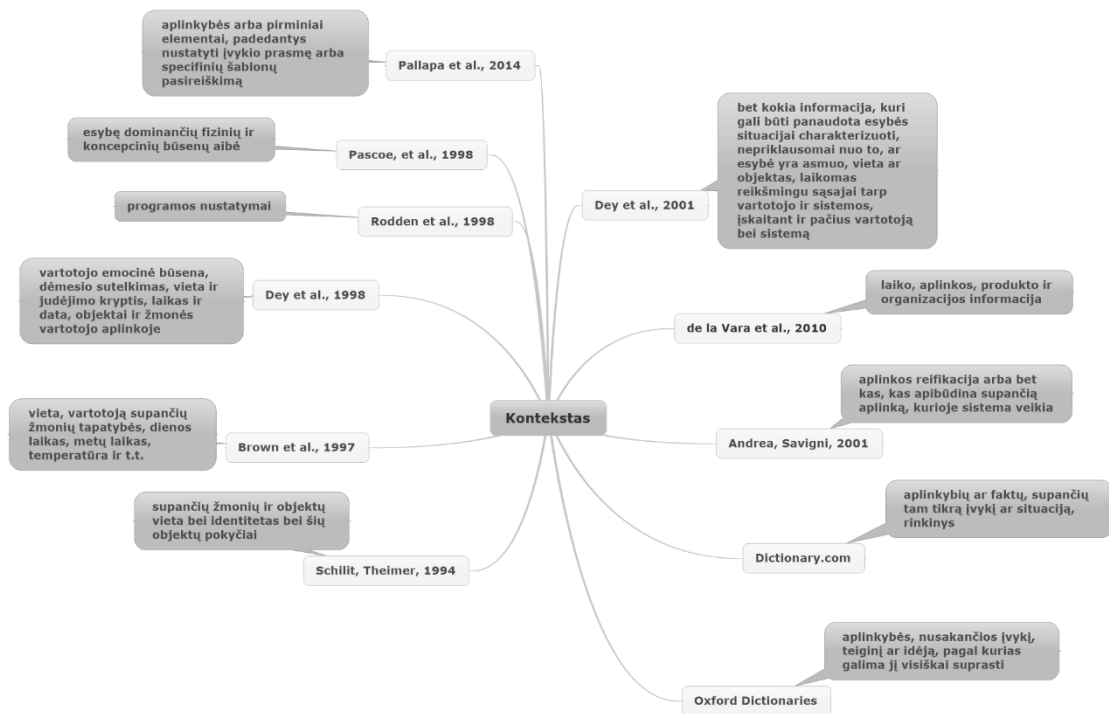 aplinkybės arba pirminiai
elementai, padedantys
nustatyti įvykio prasmę arba
specifinių šablonų
pasireiškimą
Pallapa et al., 2014
esybę dominančių fizinių ir
koncepcinių būsenų aibė
Pascoe, et al., 1998
programos nustatymai
Rodden et al., 1998
vartotojo emocinė būsena,
dėmesio sutelkimas, vieta ir
judėjimo kryptis, laikas ir
data, objektai ir žmonės
vartotojo aplinkoje
Dey et al., 1998
vieta, vartotoją supančių
žmonių tapatybės, dienos
laikas, metų laikas,
temperatūra ir t.t.
Brown et al., 1997
supančių žmonių ir objektų
vieta bei identitetas bei šių
objektų pokyčiai
Schilit, Theimer, 1994
Kontekstas
bet kokia informacija, kuri
gali būti panaudota esybės
situacijai charakterizuoti,
nepriklausomai nuo to, ar
esybė yra asmuo, vieta ar
objektas, laikomas
reikšmingu sąsajai tarp
vartotojo ir sistemos,
įskaitant ir pačius vartotoją
bei sistemą
Dey et al., 2001
laiko, aplinkos, produkto ir
organizacijos informacija
de la Vara et al., 2010
aplinkos reifikacija arba bet
kas, kas apibūdina supančią
aplinką, kurioje sistema veikia
Andrea, Savigni, 2001
aplinkybių ar faktų, supančių
tam tikrą įvykį ar situaciją,
rinkinys
Dictionary.com
aplinkybės, nusakančios įvykį,
teiginį ar idėją, pagal kurias
galima jį visiškai suprasti
Oxford Dictionaries